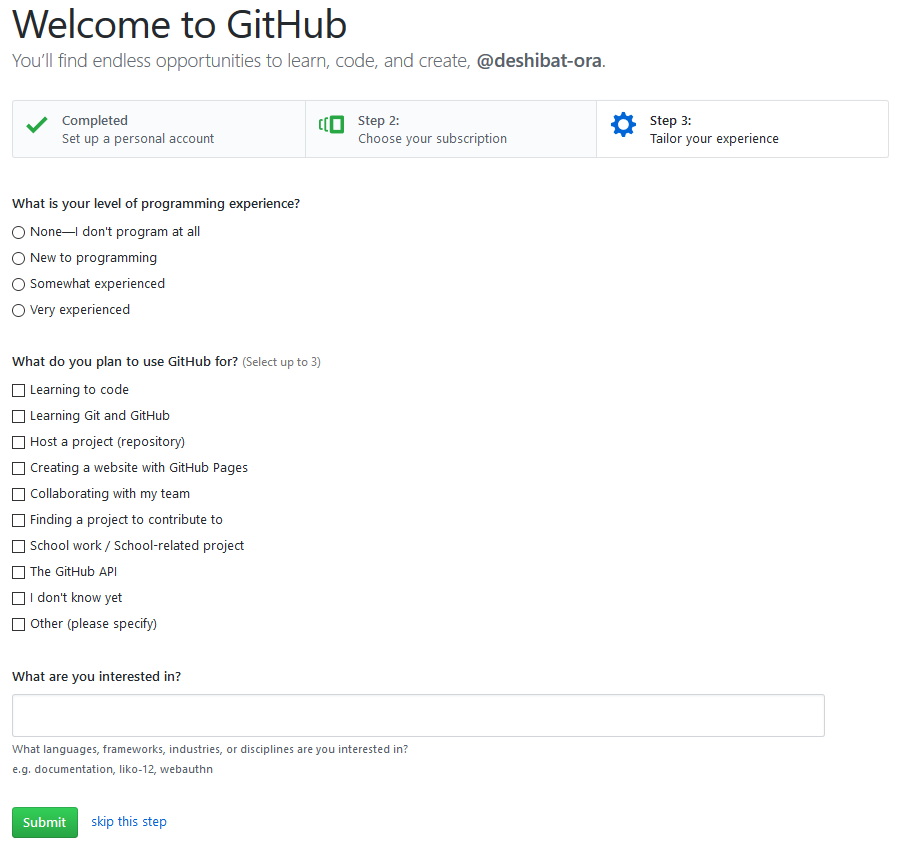 Welcome to GitHub
You’ll find endless opportunities to learn, code, and create, @deshibat-ora.
Completed
Set up a personal account
Step 2:
Choose your subscription
Step 3:
Tailor your experience
What is your level of programming experience?
None—I don't program at all
New to programming
Somewhat experienced
Very experienced
What do you plan to use GitHub for? (Select up to 3)
Learning to code
Learning Git and GitHub
Host a project (repository)
Creating a website with GitHub Pages
Collaborating with my team
Finding a project to contribute to
School work / School-related project
The GitHub API
I don't know yet
Other (please specify)
What are you interested in?
What languages, frameworks, industries, or disciplines are you interested in?
e.g. documentation, liko-12, webauthn
Submit skip this step